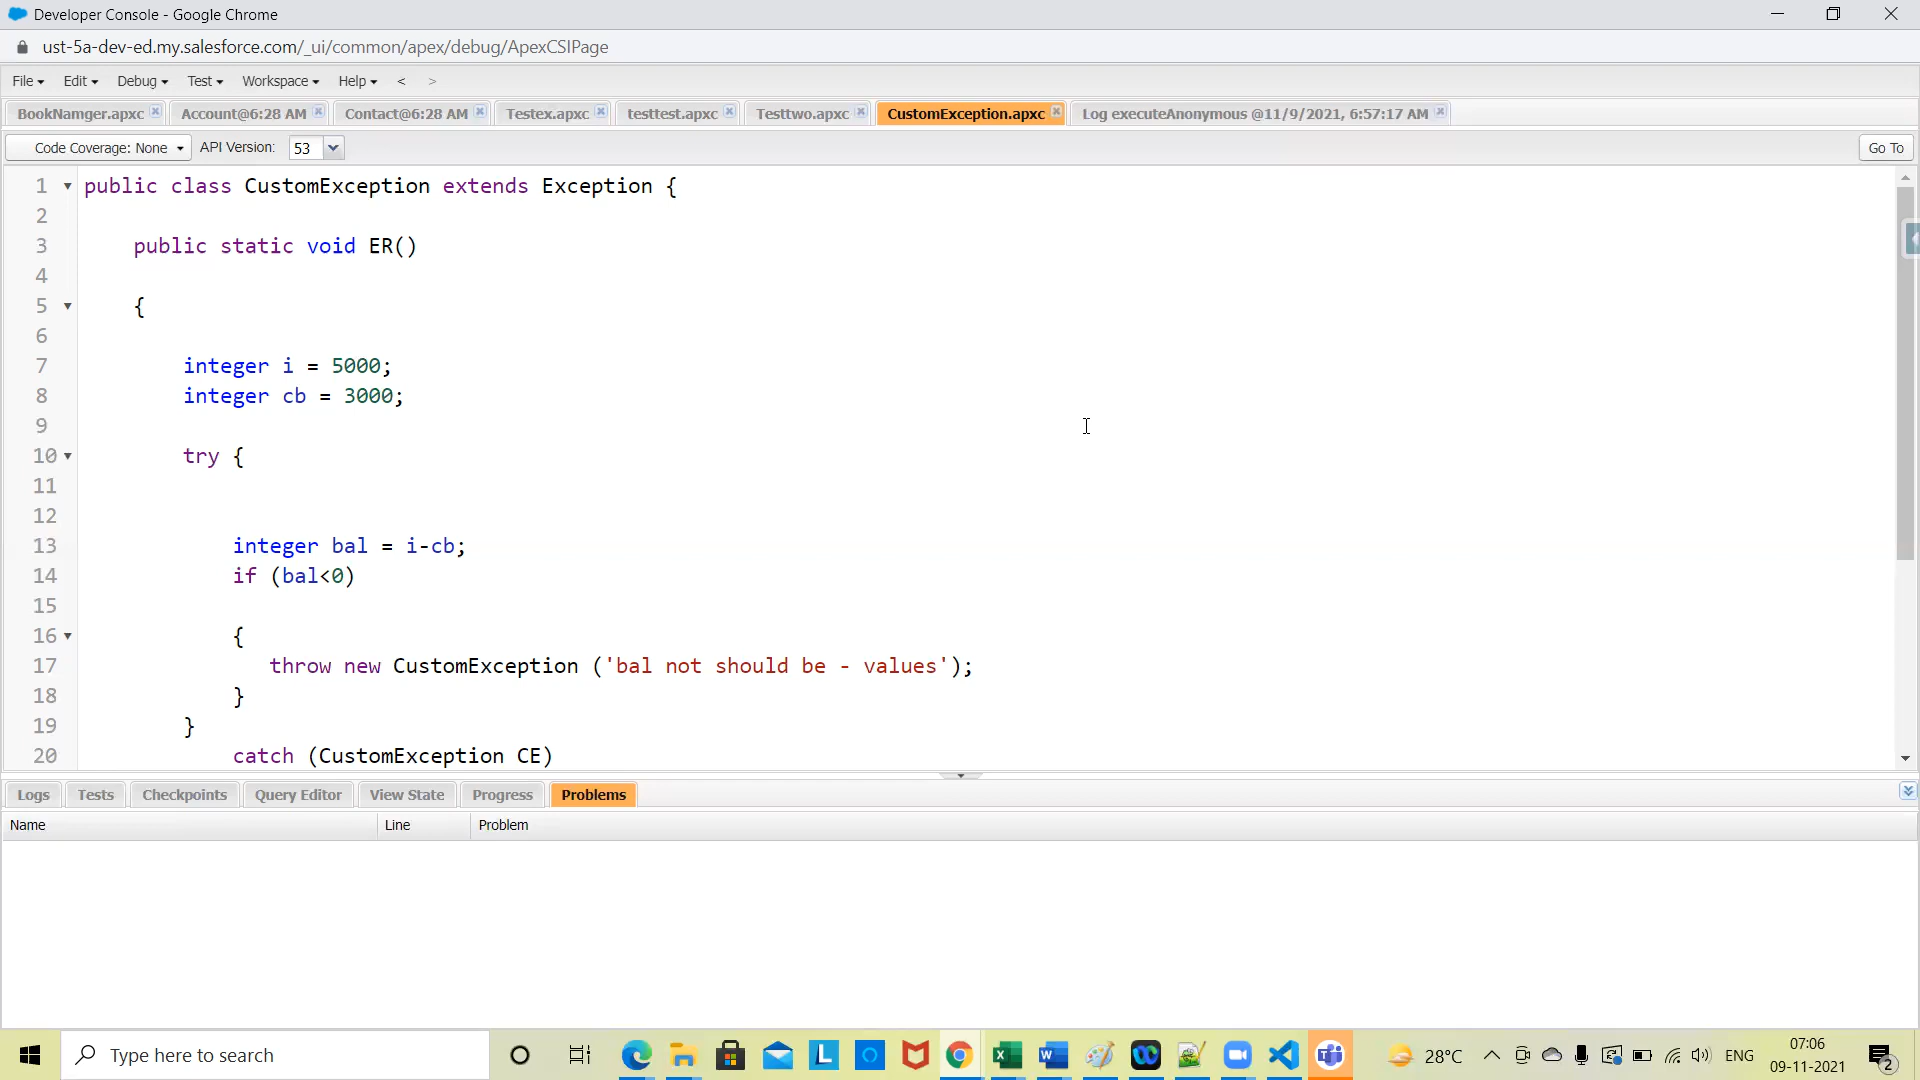 Developer Console - Google Chrome
ust-5a-dev-ed.my.salesforce.com/_ui/common/apex/debug/ApexCSIPage
File Edit Debug Test Workspace Help < >
BookNamger.apxc Account@6:28 AM Contact@6:28 AM Testex.apxc testtest.apxc Testtwo.apxc CustomException.apxc Log executeAnonymous @11/9/2021, 6:57:17 AM
Code Coverage: None API Version: 53 Go To
1 public class CustomException extends Exception {
2
3 public static void ER()
4
5 {
6
7 integer i = 5000;
8 integer cb = 3000;
9
10 try {
11
12
13 integer bal = i-cb;
14 if (bal<0)
15
16 {
17 throw new CustomException ('bal not should be - values');
18 }
19 }
20 catch (CustomException CE)
Logs Tests Checkpoints Query Editor View State Progress Problems
Name Line Problem
Type here to search
28°C ENG 07:06
09-11-2021
2